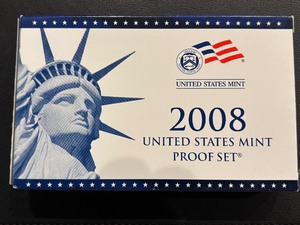 UNITED STATES MINT
2008
UNITED STATES MINT
PROOF SET®